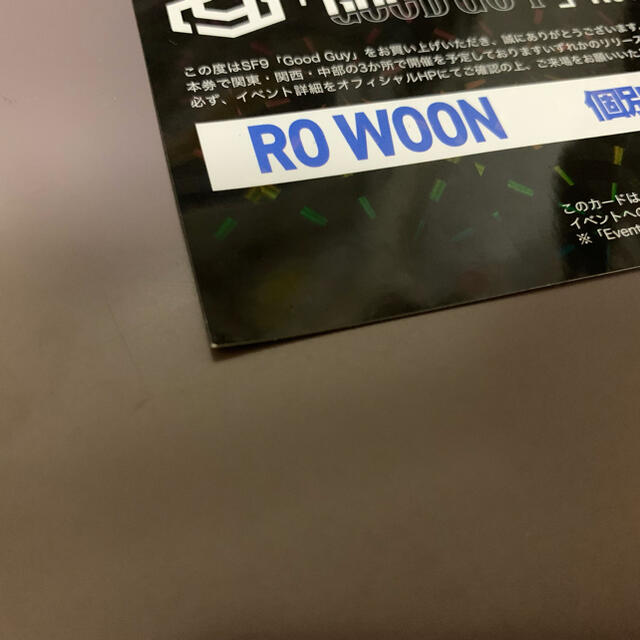 この度はSF9「Good Guy」をお買い上げいただき、誠にありがとうございます
本券で関東・関西・中部の3か所で開催を予定しておりますいずれかのリリース
必ず、イベント詳細をオフィシャルHPにてご確認の上、ご来場をお願いい
RO WOON 個別
このカードは、
イベントへ
※「Event